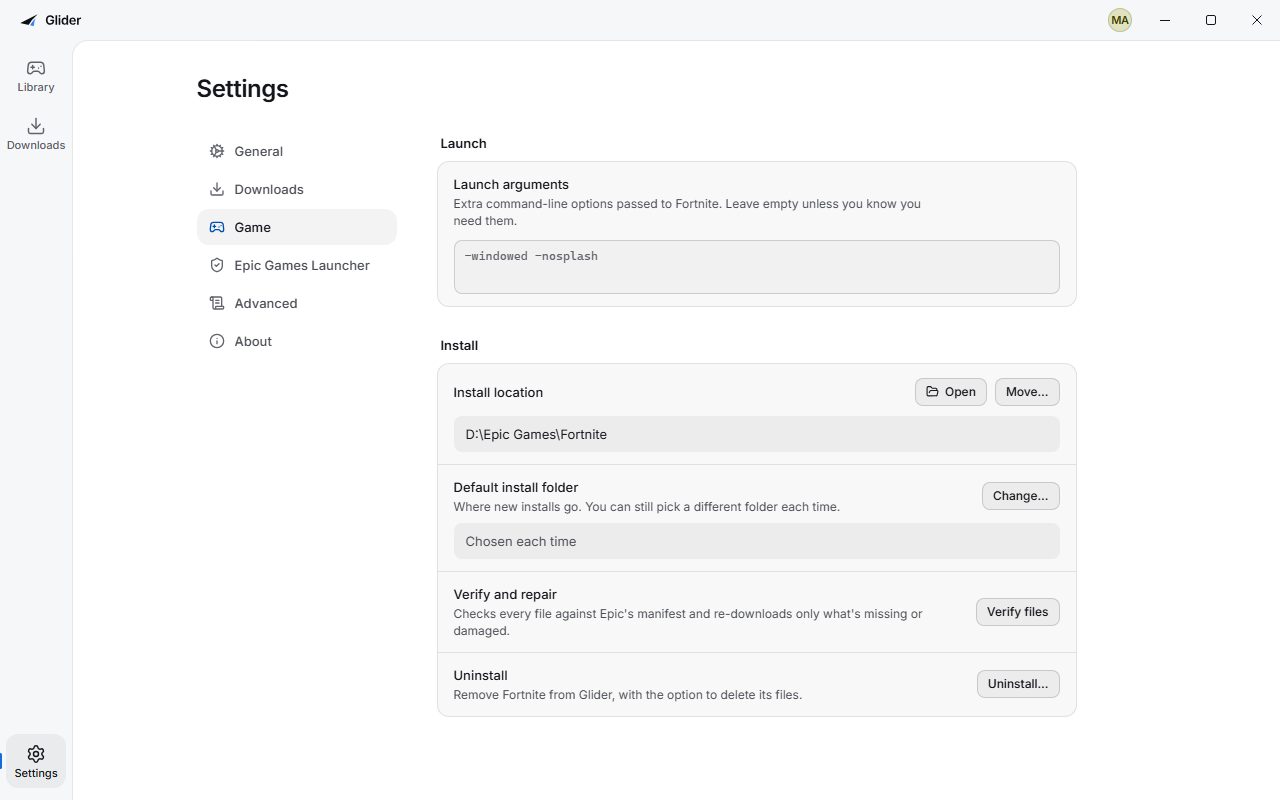 Glider
MA
Library
Downloads
Settings
Settings
General
Downloads
Game
Epic Games Launcher
Advanced
About
Launch
Launch arguments
Extra command-line options passed to Fortnite. Leave empty unless you know you
need them.
-windowed -nosplash
Install
Install location
Open
Move...
D:\Epic Games\Fortnite
Default install folder
Where new installs go. You can still pick a different folder each time.
Change...
Chosen each time
Verify and repair
Checks every file against Epic's manifest and re-downloads only what's missing or
damaged.
Verify files
Uninstall
Remove Fortnite from Glider, with the option to delete its files.
Uninstall...